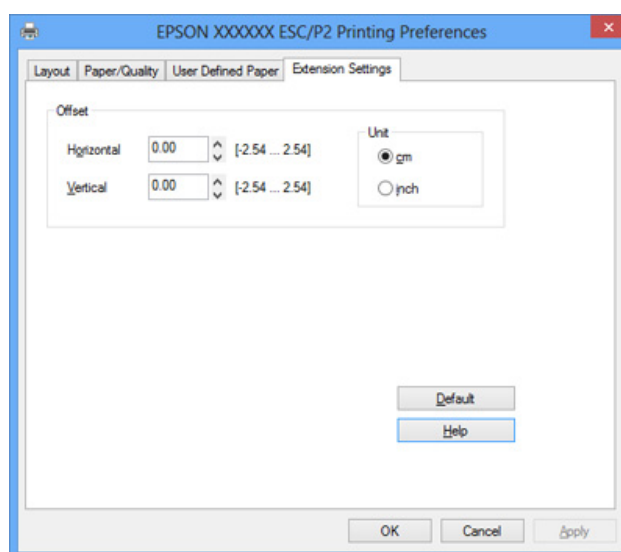 EPSON XXXXXX ESC/P2 Printing Preferences
Layout Paper/Quality User Defined Paper Extension Settings
Offset
Horizontal 0.00 [-2.54 ... 2.54]
Vertical 0.00 [-2.54 ... 2.54]
Unit
cm
inch
Default
Help
OK Cancel Apply